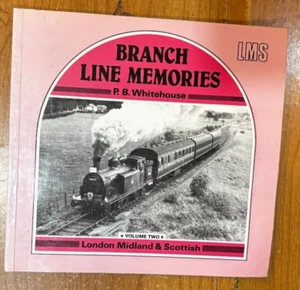 BRANCH
LINE MEMORIES
P. B. Whitehouse
LMS
• VOLUME TWO •
London Midland & Scottish